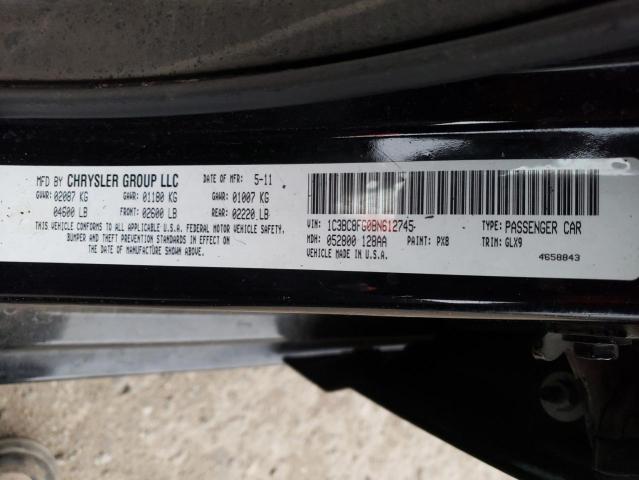 MFD BY CHRYSLER GROUP LLC DATE OF MFR: 5-11
GVWR: 02087 KG GAWR: 01180 KG GAWR: 01007 KG
04600 LB FRONT: 02600 LB REAR: 02220 LB
THIS VEHICLE CONFORMS TO ALL APPLICABLE U.S.A. FEDERAL MOTOR VEHICLE SAFETY,
BUMPER AND THEFT PREVENTION STANDARDS IN EFFECT ON
THE DATE OF MANUFACTURE SHOWN ABOVE.
VIN: 1C3BC8FG0BN612745 TYPE: PASSENGER CAR
MDH: 052800 128AA PAINT: PX8 TRIM: GLX9
VEHICLE MADE IN U.S.A. 4658843